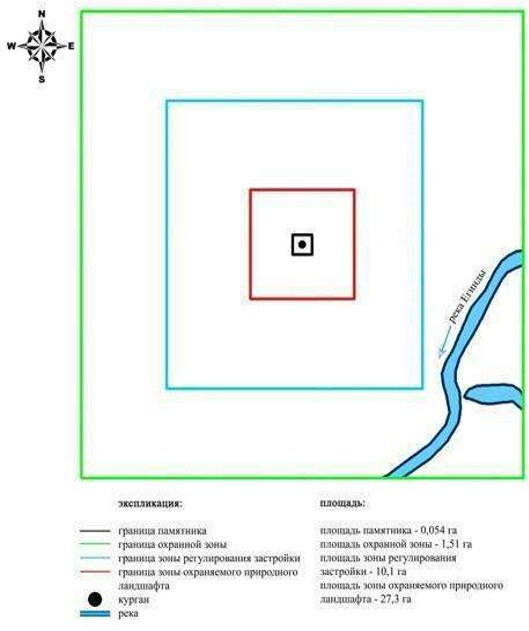 N
W E
S
река Егинды
экспликация:
граница памятника
граница охранной зоны
граница зоны регулирования застройки
граница зоны охраняемого природного
ландшафта
курган
река
площадь:
площадь памятника - 0,054 га
площадь охранной зоны - 1,51 га
площадь зоны регулирования
застройки - 10,1 га
площадь зоны охраняемого природного
ландшафта - 27,3 га